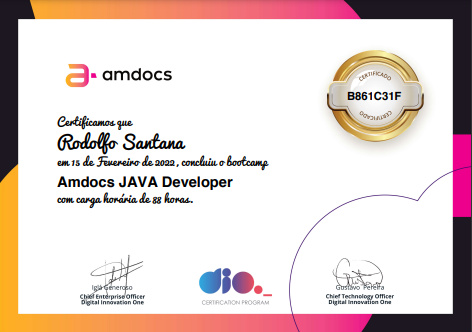 amdocs
CERTIFICADO
B861C31F
CERTIFICADO
Certificamos que
Rodolfo Santana
em 15 de Fevereiro de 2022, concluiu o bootcamp
Amdocs JAVA Developer
com carga horária de 88 horas.
Iglá Generoso
Chief Enterprise Officer
Digital Innovation One
dio_
CERTIFICATION PROGRAM
Gustavo Pereira
Chief Technology Officer
Digital Innovation One